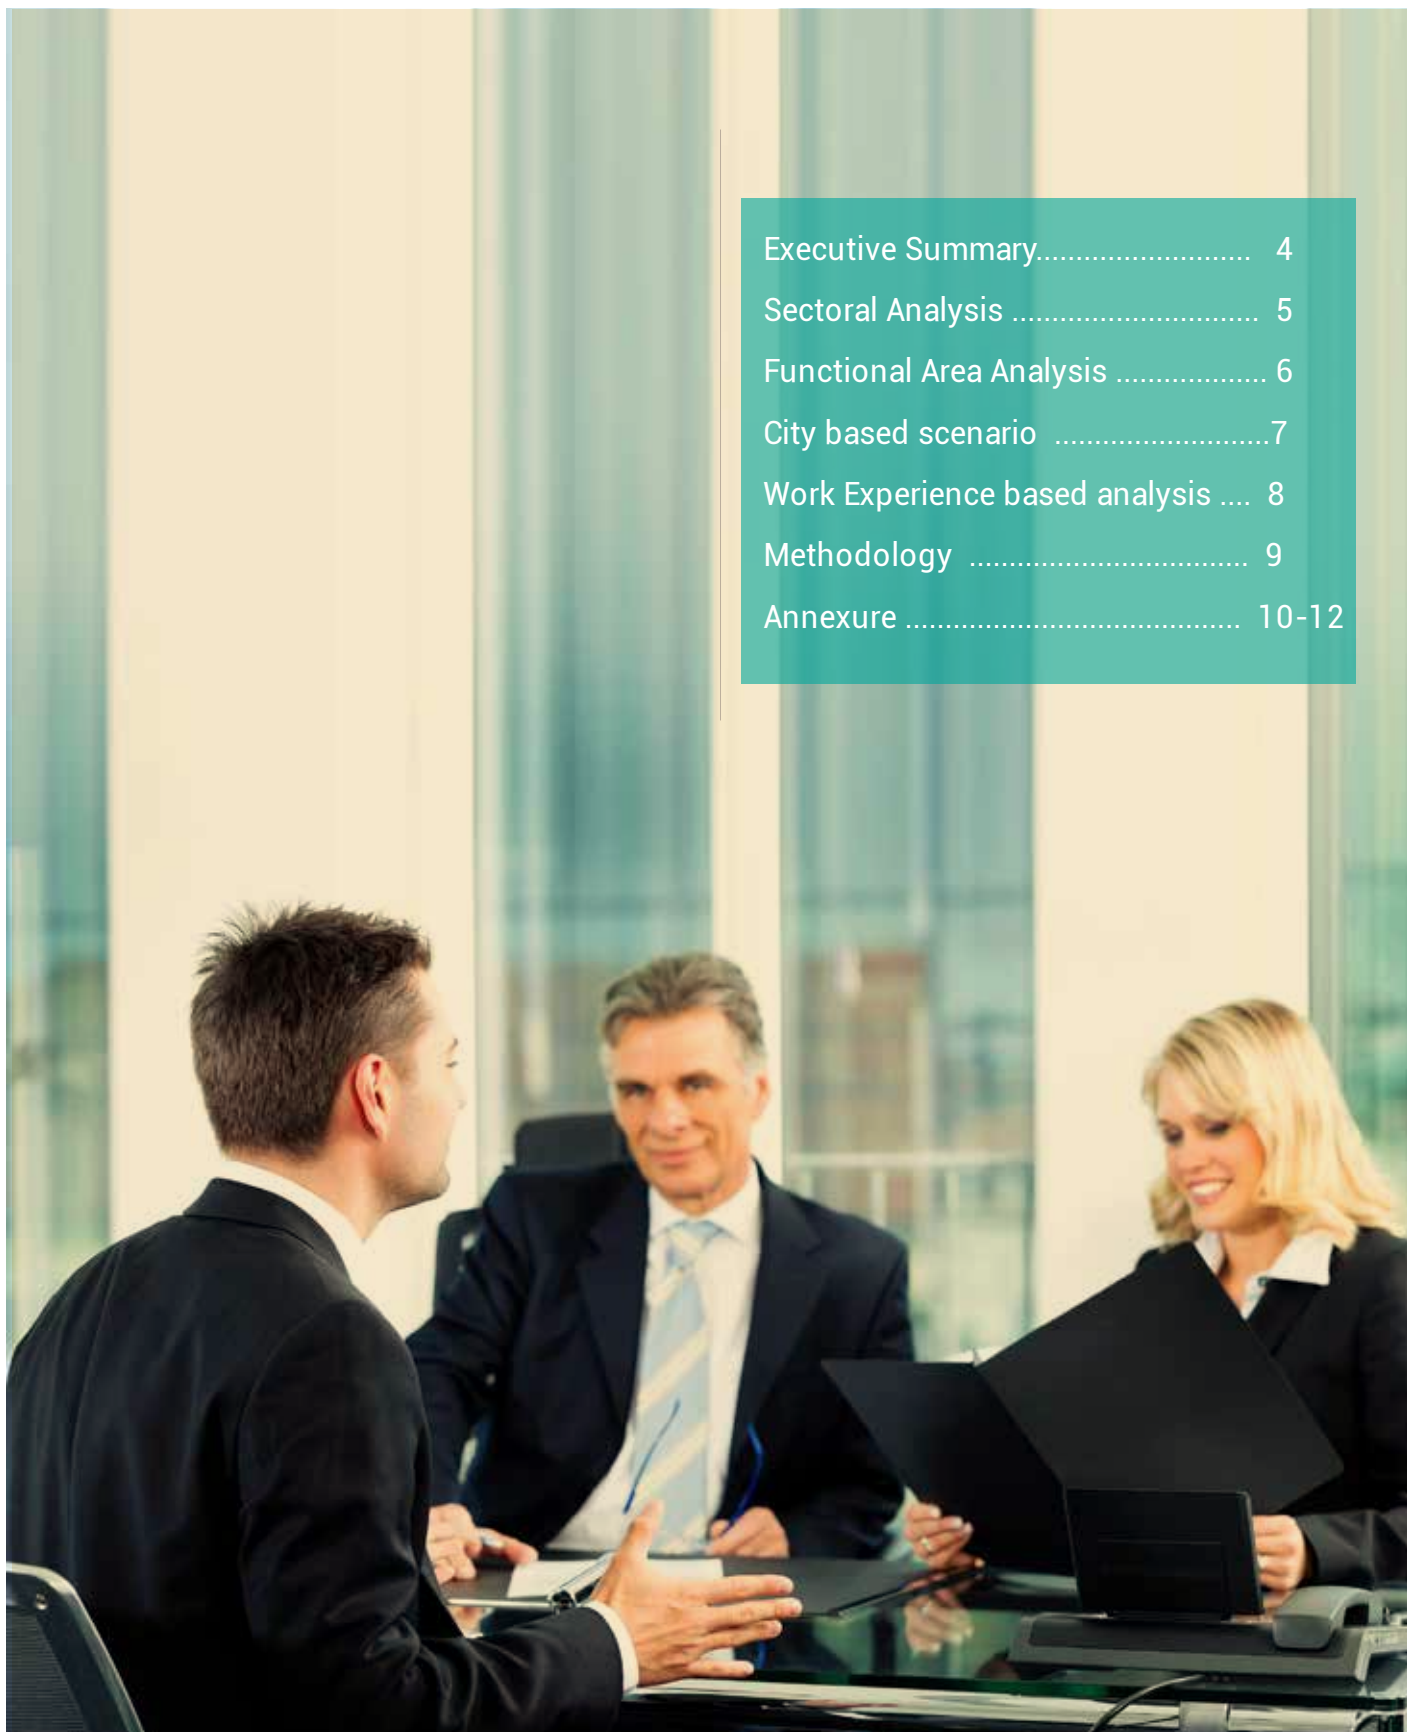 Executive Summary........................... 4
Sectoral Analysis ............................... 5
Functional Area Analysis ................... 6
City based scenario ...........................7
Work Experience based analysis .... 8
Methodology ................................... 9
Annexure .......................................... 10-12